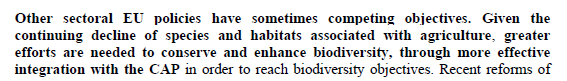 Other sectoral EU policies have sometimes competing objectives. Given the
continuing decline of species and habitats associated with agriculture, greater
efforts are needed to conserve and enhance biodiversity, through more effective
integration with the CAP in order to reach biodiversity objectives. Recent reforms of